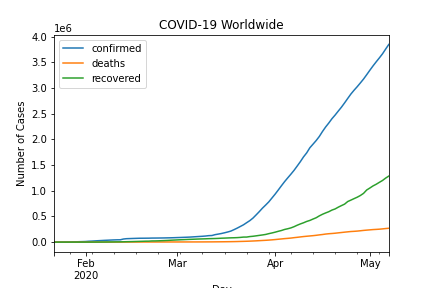 COVID-19 Worldwide
1e6
4.0
3.5
3.0
2.5
2.0
1.5
1.0
0.5
0.0
Number of Cases
confirmed
deaths
recovered
Feb
2020
Mar
Apr
May